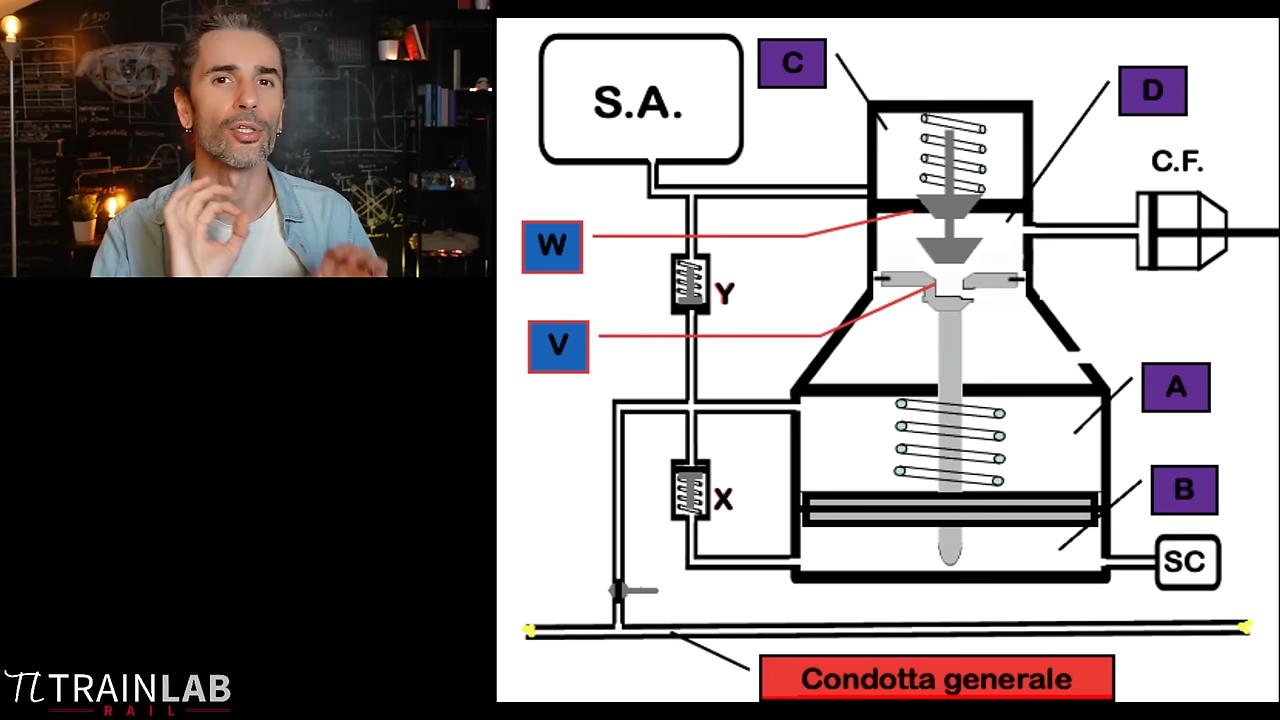 S.A.
C
D
C.F.
W
Y
V
A
B
X
SC
Condotta generale
π TRAINLAB
RAIL